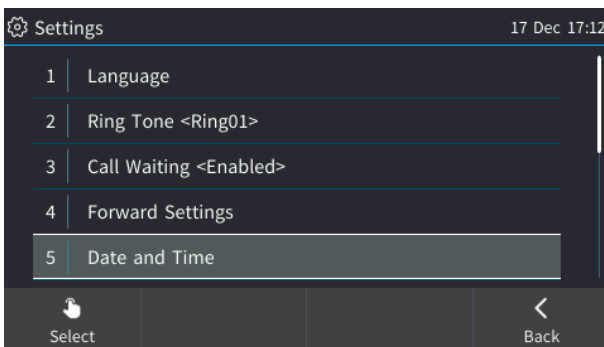 Settings 17 Dec 17:12
1 Language
2 Ring Tone <Ring01>
3 Call Waiting <Enabled>
4 Forward Settings
5 Date and Time
Select Back